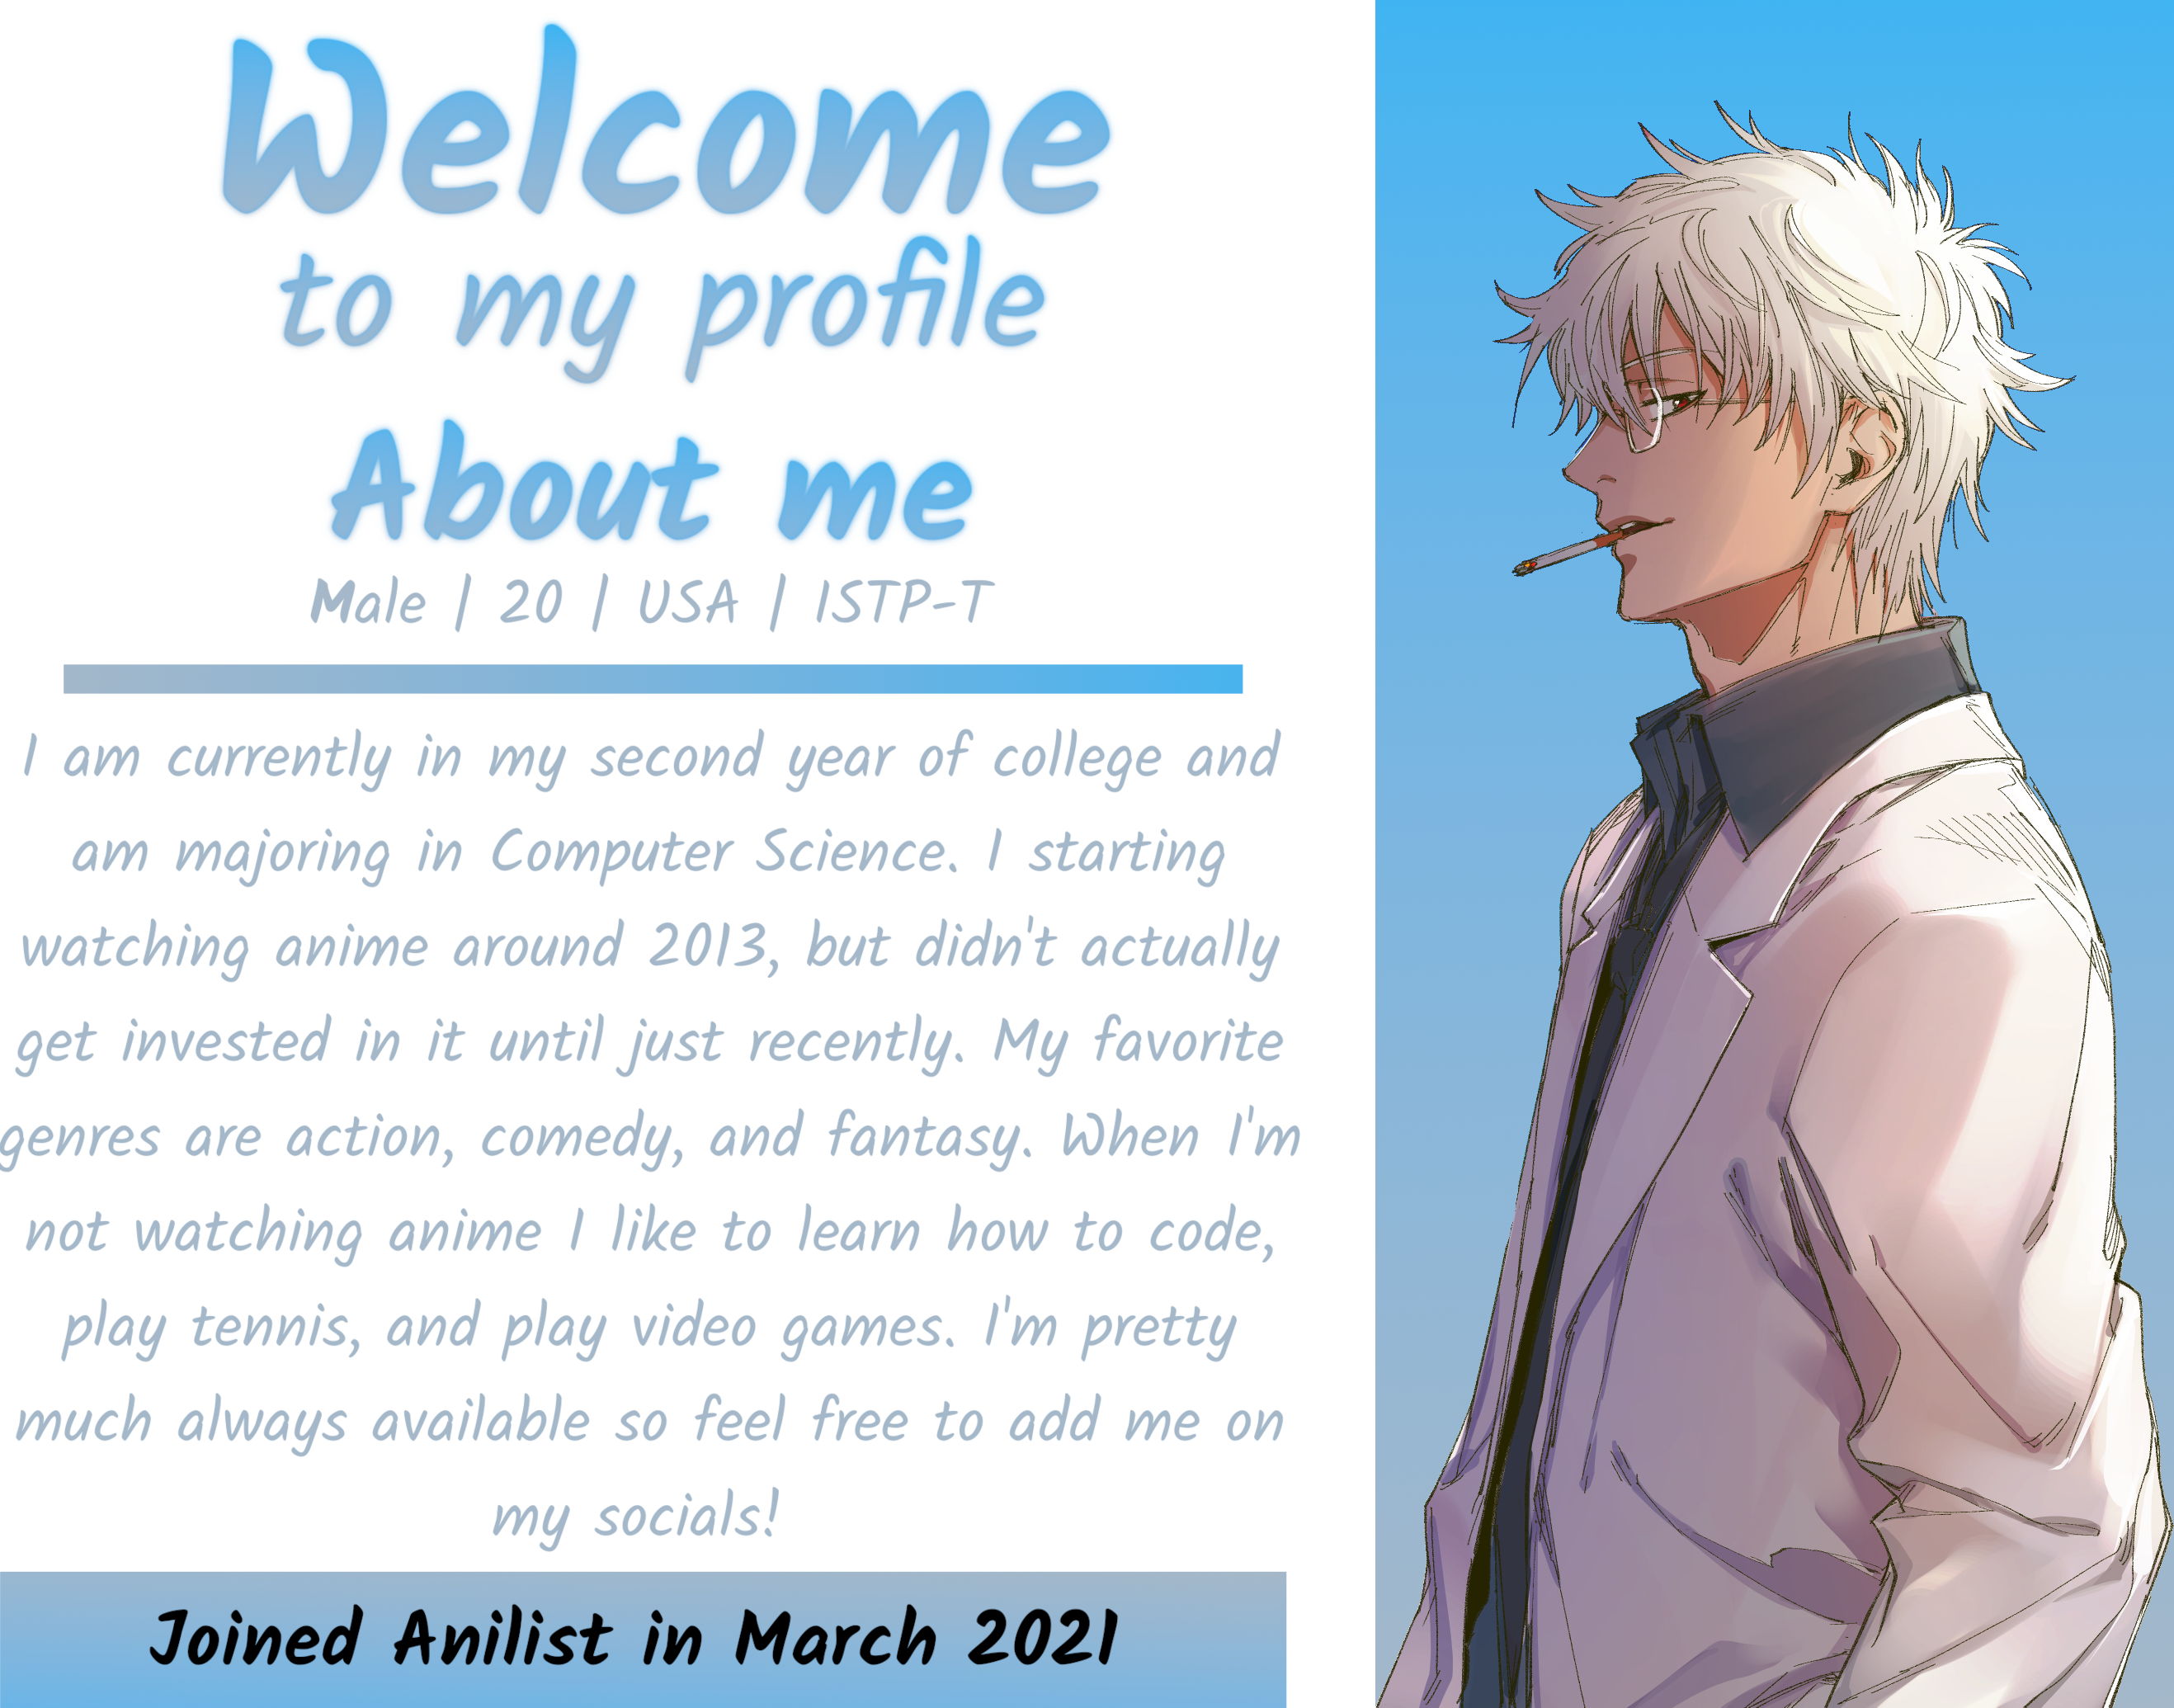 Welcome
to my profile
About me
Male | 20 | USA | ISTP-T
I am currently in my second year of college and
am majoring in Computer Science. I starting
watching anime around 2013, but didn't actually
get invested in it until just recently. My favorite
genres are action, comedy, and fantasy. When I'm
not watching anime I like to learn how to code,
play tennis, and play video games. I'm pretty
much always available so feel free to add me on
my socials!
Joined Anilist in March 2021